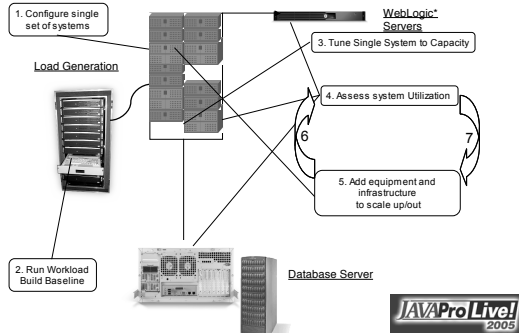 1. Configure single
set of systems
WebLogic*
Servers
3. Tune Single System to Capacity
Load Generation
4. Assess system Utilization
6
7
5. Add equipment and
infrastructure
to scale up/out
2. Run Workload
Build Baseline
Database Server
JAVAPro Live!
2005